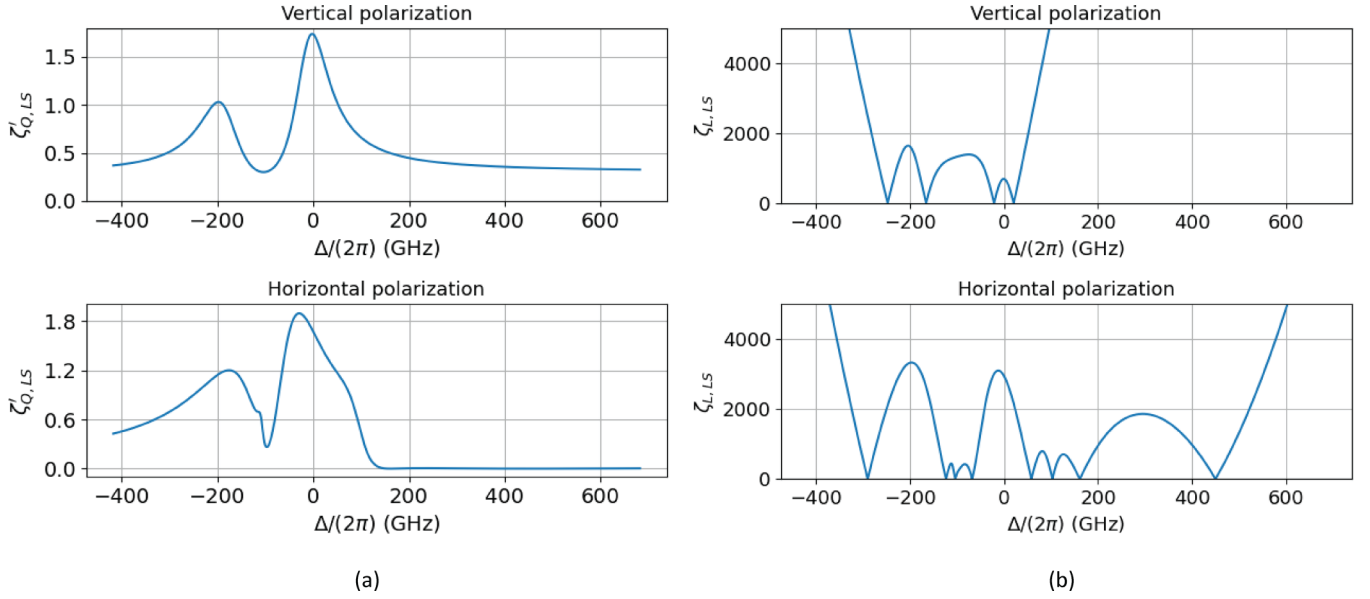 Vertical polarization
1.5
1.0
0.5
0.0
ζ′Q, LS
−400 −200 0 200 400 600
Δ/(2π) (GHz)
Horizontal polarization
1.8
1.2
0.6
0.0
ζ′Q, LS
−400 −200 0 200 400 600
Δ/(2π) (GHz)
(a)
Vertical polarization
4000
2000
0
ζL, LS
−400 −200 0 200 400 600
Δ/(2π) (GHz)
Horizontal polarization
4000
2000
0
ζL, LS
−400 −200 0 200 400 600
Δ/(2π) (GHz)
(b)